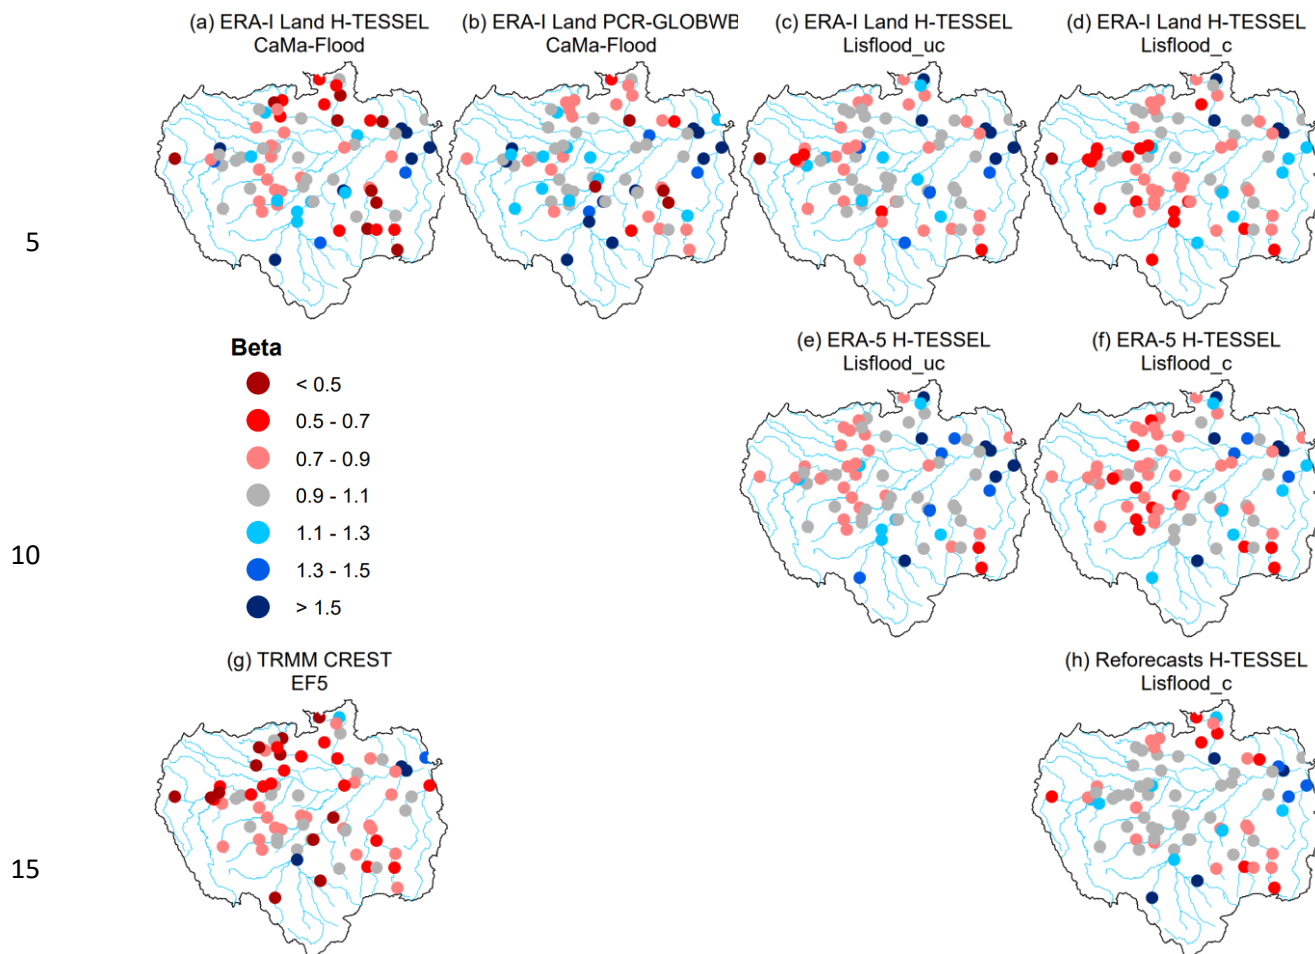 (a) ERA-I Land H-TESSEL
CaMa-Flood
(b) ERA-I Land PCR-GLOBWB
CaMa-Flood
(c) ERA-I Land H-TESSEL
Lisflood_uc
(d) ERA-I Land H-TESSEL
Lisflood_c
5
Beta
< 0.5
0.5 - 0.7
0.7 - 0.9
0.9 - 1.1
1.1 - 1.3
1.3 - 1.5
> 1.5
(e) ERA-5 H-TESSEL
Lisflood_uc
(f) ERA-5 H-TESSEL
Lisflood_c
10
(g) TRMM CREST
EF5
(h) Reforecasts H-TESSEL
Lisflood_c
15